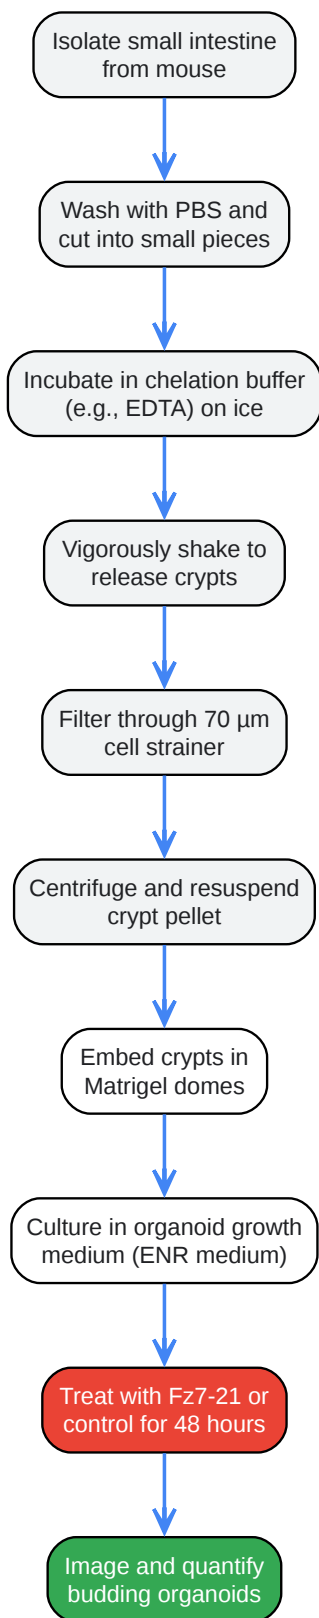 Isolate small intestine
from mouse
Wash with PBS and
cut into small pieces
Incubate in chelation buffer
(e.g., EDTA) on ice
Vigorously shake to
release crypts
Filter through 70 µm
cell strainer
Centrifuge and resuspend
crypt pellet
Embed crypts in
Matrigel domes
Culture in organoid growth
medium (ENR medium)
Treat with Fz7-21 or
control for 48 hours
Image and quantify
budding organoids